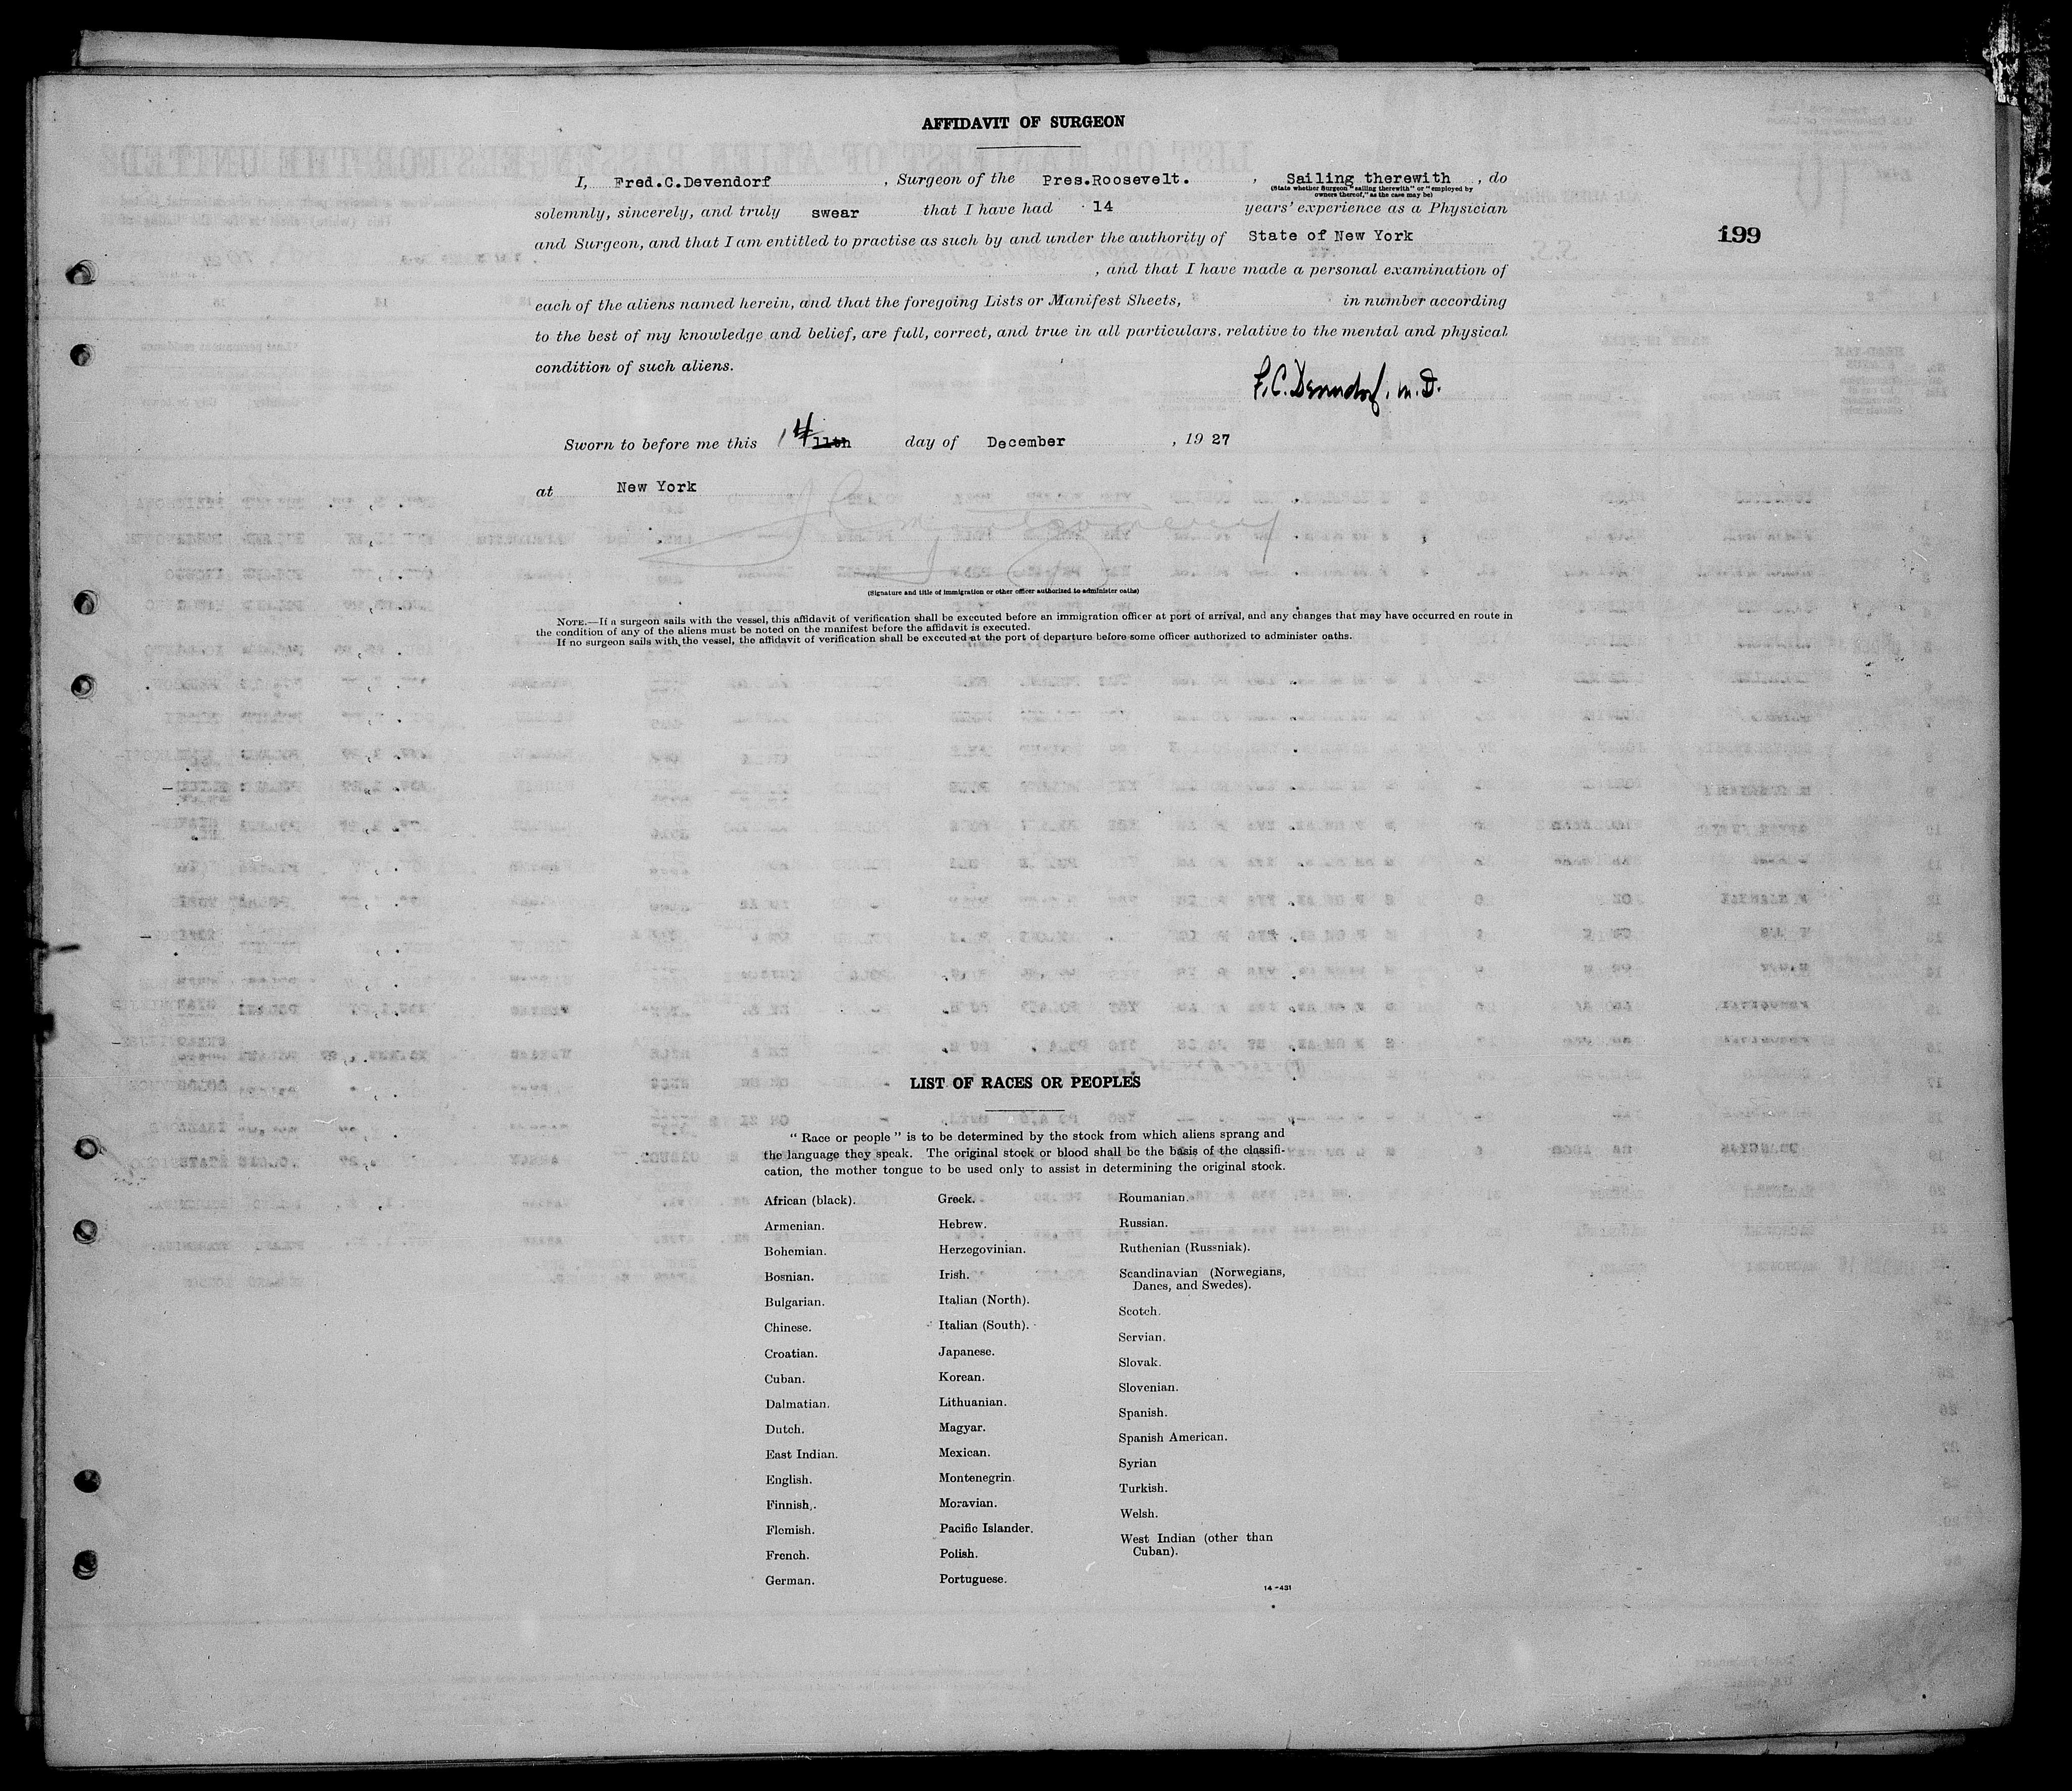 AFFIDAVIT OF SURGEON
I, Fred.C.Devendorf, Surgeon of the Pres.Roosevelt., Sailing therewith, do
(State whether Surgeon "sailing therewith" or "employed by
owners thereof," as the case may be)
solemnly, sincerely, and truly swear that I have had 14 years' experience as a Physician
and Surgeon, and that I am entitled to practise as such by and under the authority of State of New York
199
, and that I have made a personal examination of
each of the aliens named herein, and that the foregoing Lists or Manifest Sheets, in number according
to the best of my knowledge and belief, are full, correct, and true in all particulars, relative to the mental and physical
condition of such aliens.
F.C. Devendorf, M.D.
Sworn to before me this 14 11th day of December, 19 27
at New York
(Signature and title of immigration or other officer authorized to administer oaths)
NOTE.—If a surgeon sails with the vessel, this affidavit of verification shall be executed before an immigration officer at port of arrival, and any changes that may have occurred en route in
the condition of any of the aliens must be noted on the manifest before the affidavit is executed.
If no surgeon sails with the vessel, the affidavit of verification shall be executed at the port of departure before some officer authorized to administer oaths.
LIST OF RACES OR PEOPLES
"Race or people" is to be determined by the stock from which aliens sprang and
the language they speak. The original stock or blood shall be the basis of the classifi-
cation, the mother tongue to be used only to assist in determining the original stock.
African (black).
Armenian.
Bohemian.
Bosnian.
Bulgarian.
Chinese.
Croatian.
Cuban.
Dalmatian.
Dutch.
East Indian.
English.
Finnish.
Flemish.
French.
German.
Greek.
Hebrew.
Herzegovinian.
Irish.
Italian (North).
Italian (South).
Japanese.
Korean.
Lithuanian.
Magyar.
Mexican.
Montenegrin.
Moravian.
Pacific Islander.
Polish.
Portuguese.
Roumanian.
Russian.
Ruthenian (Russniak).
Scandinavian (Norwegians,
Danes, and Swedes).
Scotch.
Servian.
Slovak.
Slovenian.
Spanish.
Spanish American.
Syrian
Turkish.
Welsh.
West Indian (other than
Cuban).
14-431